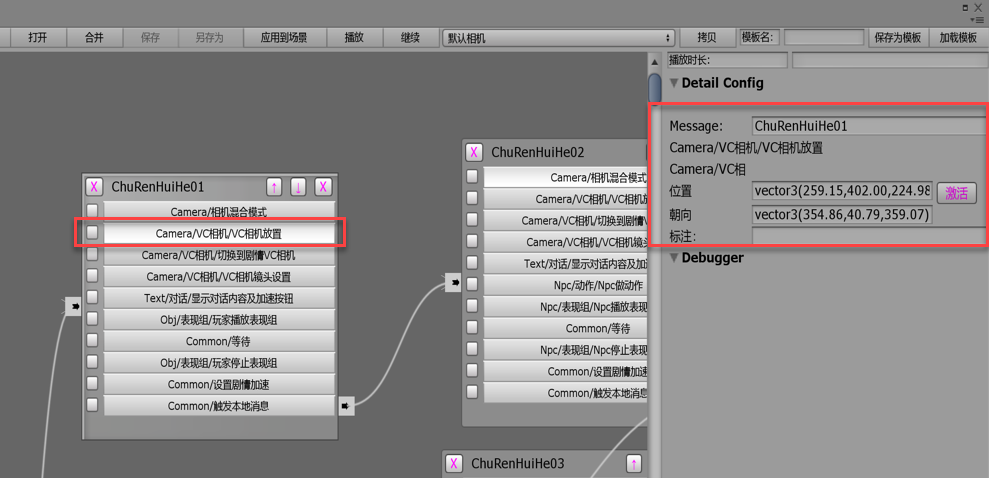 打开 合并 保存 另存为 应用到场景 播放 继续 默认相机 拷贝 模板名: 保存为模板 加载模板
播放时长:
Detail Config
Message: ChuRenHuiHe01
Camera/VC相机/VC相机放置
Camera/VC相
位置 vector3(259.15,402.00,224.98 激活
朝向 vector3(354.86,40.79,359.07)
标注:
Debugger
X ChuRenHuiHe01 ↑ ↓ X
Camera/相机混合模式
Camera/VC相机/VC相机放置
Camera/VC相机/切换到剧情VC相机
Camera/VC相机/VC相机镜头设置
Text/对话/显示对话内容及加速按钮
Obj/表现组/玩家播放表现组
Common/等待
Obj/表现组/玩家停止表现组
Common/设置剧情加速
Common/触发本地消息
X ChuRenHuiHe02
Camera/相机混合模式
Camera/VC相机/VC相机放
Camera/VC相机/切换到剧情VC
Camera/VC相机/VC相机镜头
Text/对话/显示对话内容及加
Npc/动作/Npc做动作
Npc/表现组/Npc播放表现
Common/等待
Npc/表现组/Npc停止表现
Common/设置剧情加速
Common/触发本地消息
X ChuRenHuiHe03 ↑